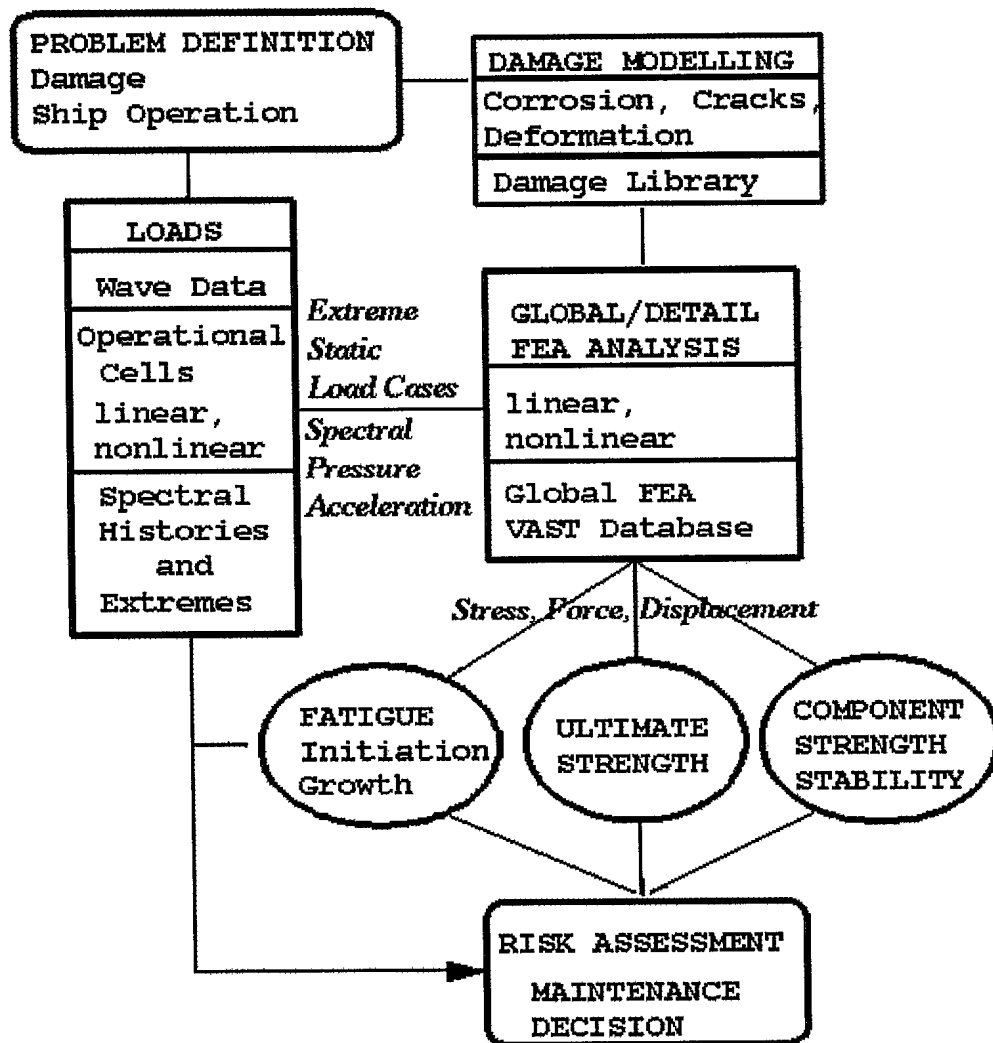 PROBLEM DEFINITION
Damage
Ship Operation
DAMAGE MODELLING
Corrosion, Cracks,
Deformation
Damage Library
LOADS
Wave Data
Operational
Cells
linear,
nonlinear
Spectral
Histories
and
Extremes
Extreme
Static
Load Cases
Spectral
Pressure
Acceleration
GLOBAL/DETAIL
FEA ANALYSIS
linear,
nonlinear
Global FEA
VAST Database
Stress, Force, Displacement
FATIGUE
Initiation
Growth
ULTIMATE
STRENGTH
COMPONENT
STRENGTH
STABILITY
RISK ASSESSMENT
MAINTENANCE
DECISION